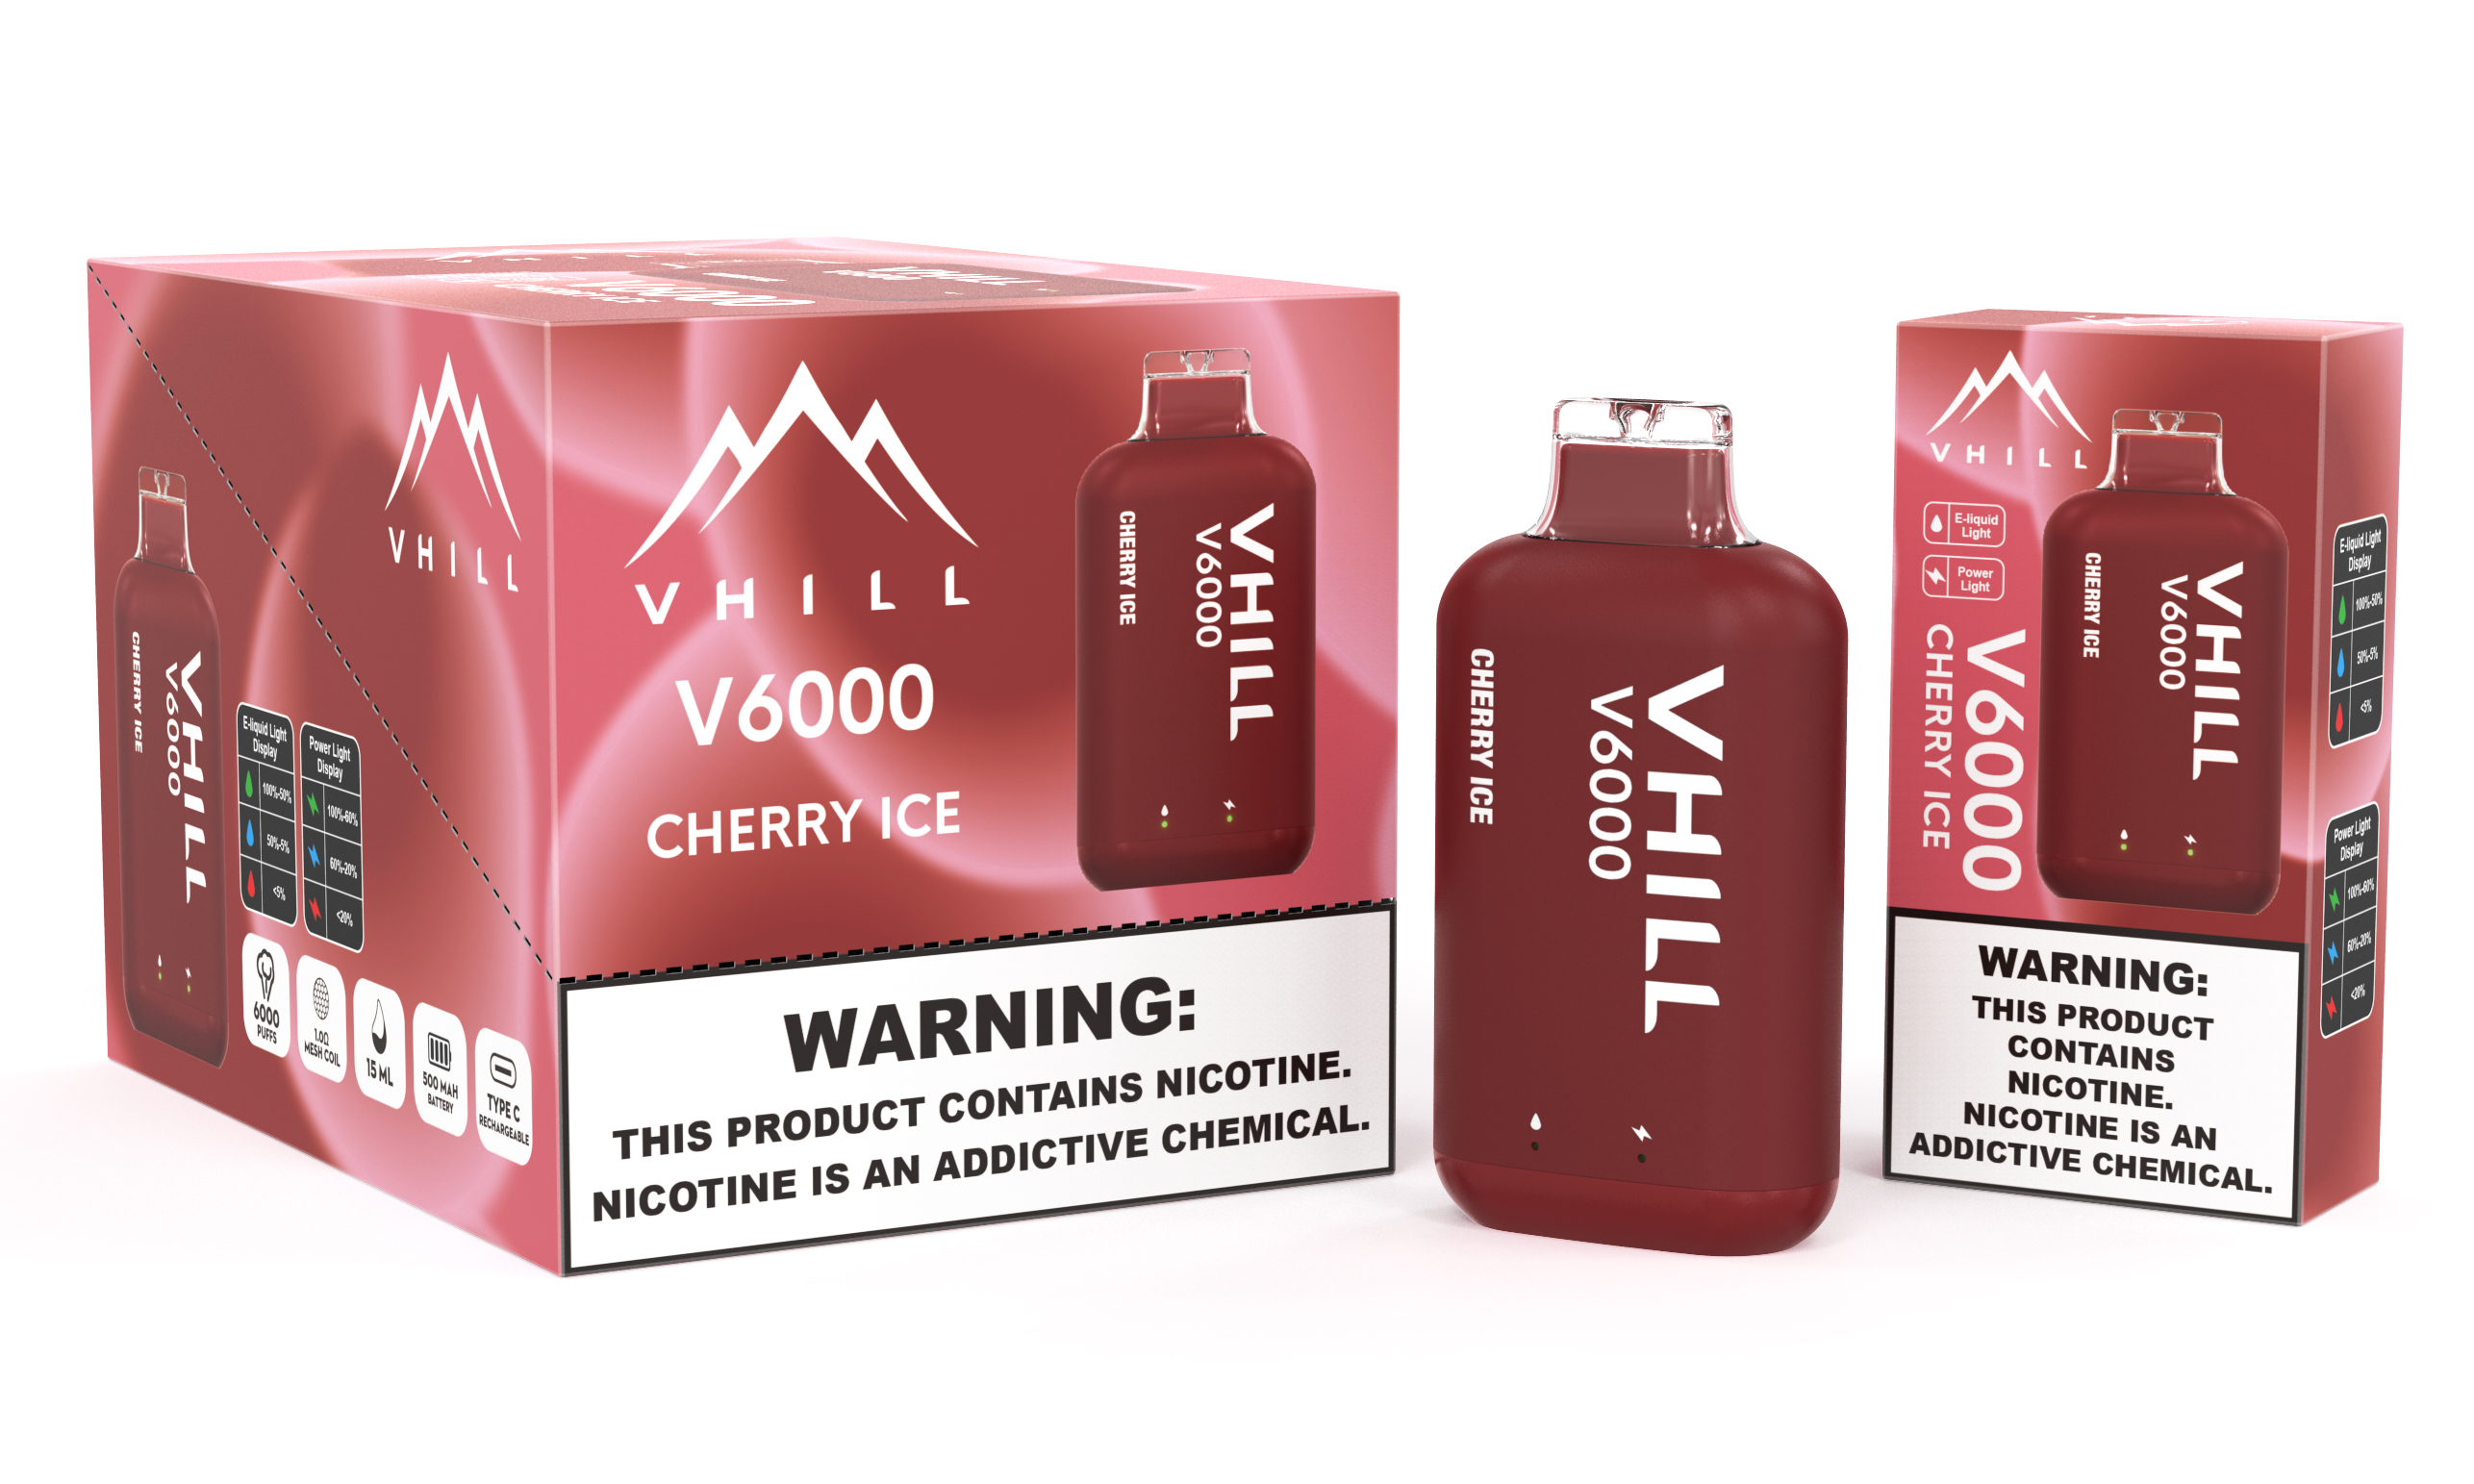 VHILL
V6000
VHILL
VHILL
V6000
CHERRY ICE
E-liquid Light
Display
100%-50%
50%-5%
<5%
Power Light
Display
100%-60%
60%-20%
<20%
6000
PUFFS
1.0Ω
MESH COIL
15 ML
500 MAH
BATTERY
TYPE C
RECHARGEABLE
VHILL
V6000
CHERRY ICE
VHILL
V6000
CHERRY ICE
WARNING:
THIS PRODUCT CONTAINS NICOTINE.
NICOTINE IS AN ADDICTIVE CHEMICAL.
VHILL
V6000
CHERRY ICE
VHILL
E-liquid
Light
Power
Light
V6000
CHERRY ICE
VHILL
V6000
CHERRY ICE
WARNING:
THIS PRODUCT
CONTAINS
NICOTINE.
NICOTINE IS AN
ADDICTIVE CHEMICAL.
E-liquid Light
Display
100%-50%
50%-5%
<5%
Power Light
Display
100%-60%
60%-20%
<20%